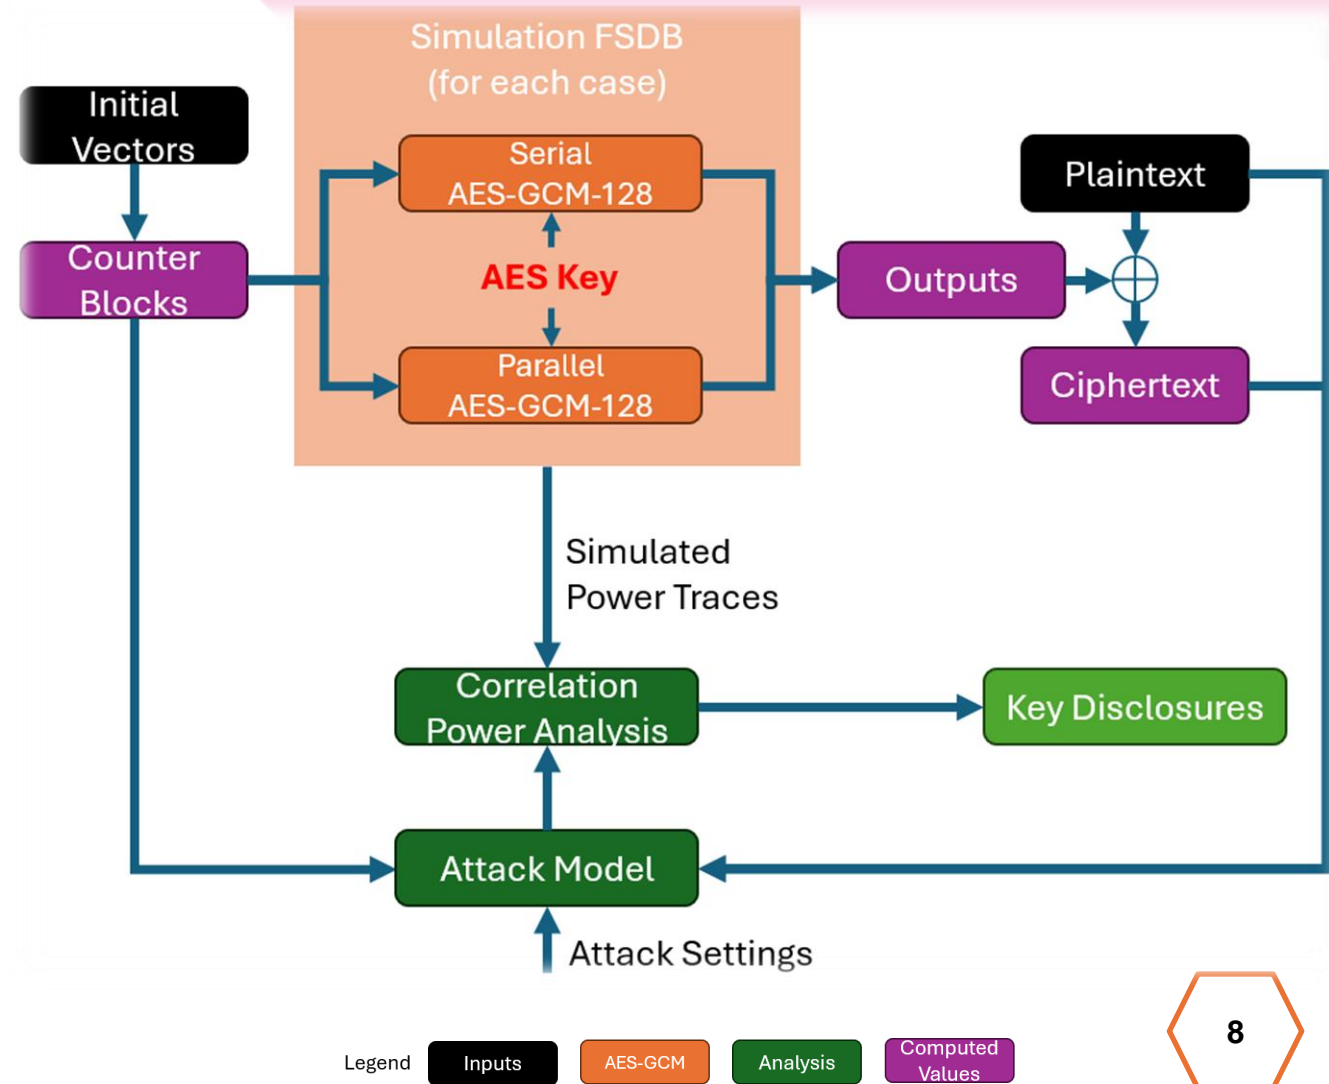 Simulation FSDB
(for each case)
Initial
Vectors
Serial
AES-GCM-128
Plaintext
Counter
Blocks
AES Key
Outputs
Parallel
AES-GCM-128
Ciphertext
Simulated
Power Traces
Correlation
Power Analysis
Key Disclosures
Attack Model
Attack Settings
8
Legend
Inputs
AES-GCM
Analysis
Computed
Values